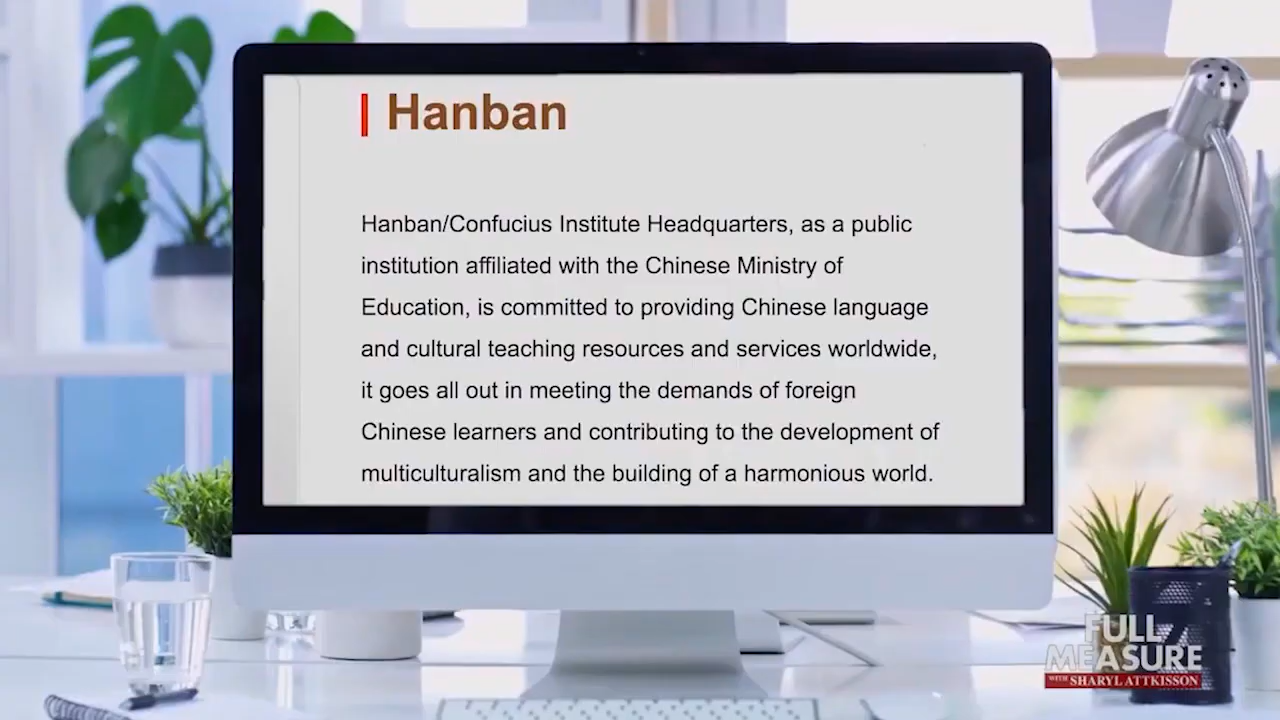 Hanban
Hanban/Confucius Institute Headquarters, as a public
institution affiliated with the Chinese Ministry of
Education, is committed to providing Chinese language
and cultural teaching resources and services worldwide,
it goes all out in meeting the demands of foreign
Chinese learners and contributing to the development of
multiculturalism and the building of a harmonious world.
FULL
MEASURE
WITH SHARYL ATTKISSON